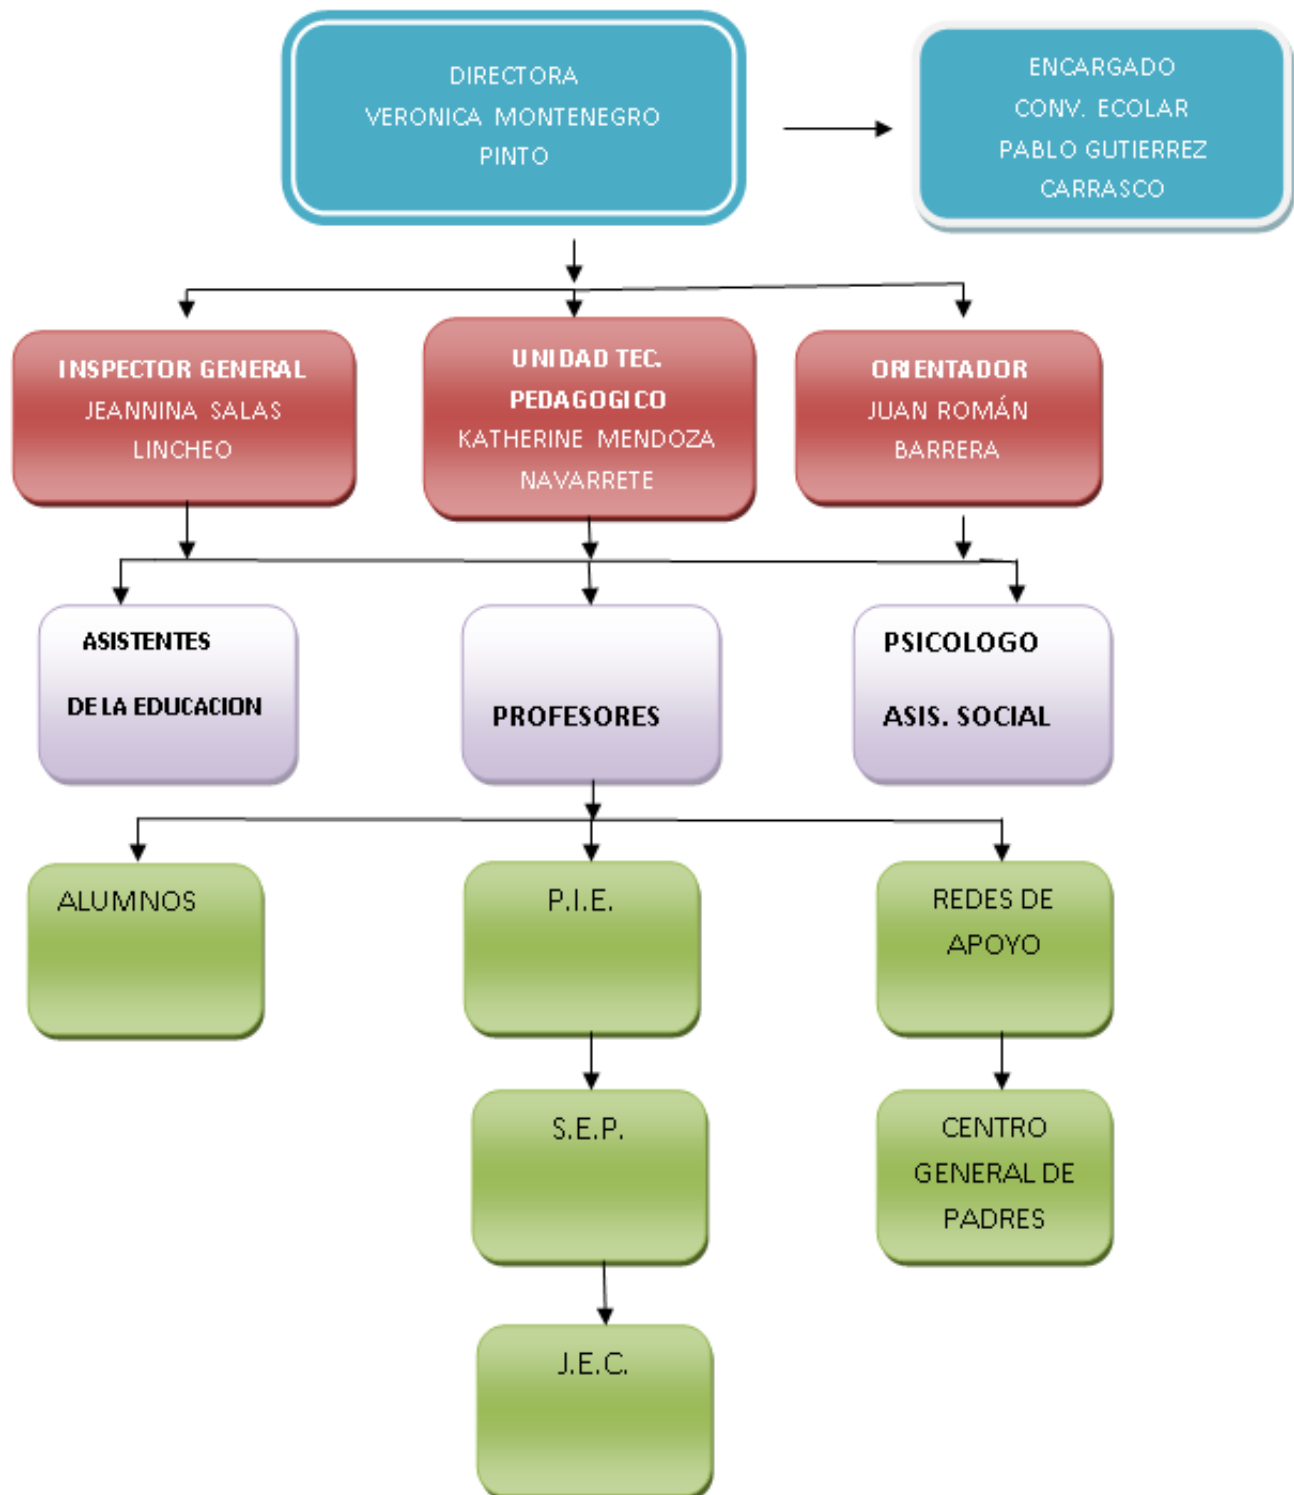 DIRECTORA
VERONICA MONTENEGRO
PINTO
ENCARGADO
CONV. ECOLAR
PABLO GUTIERREZ
CARRASCO
INSPECTOR GENERAL
JEANNINA SALAS
LINCHEO
UNIDAD TEC.
PEDAGOGICO
KATHERINE MENDOZA
NAVARRETE
ORIENTADOR
JUAN ROMÁN
BARRERA
ASISTENTES
DE LA EDUCACION
PROFESORES
PSICOLOGO
ASIS. SOCIAL
ALUMNOS
P.I.E.
REDES DE
APOYO
S.E.P.
CENTRO
GENERAL DE
PADRES
J.E.C.